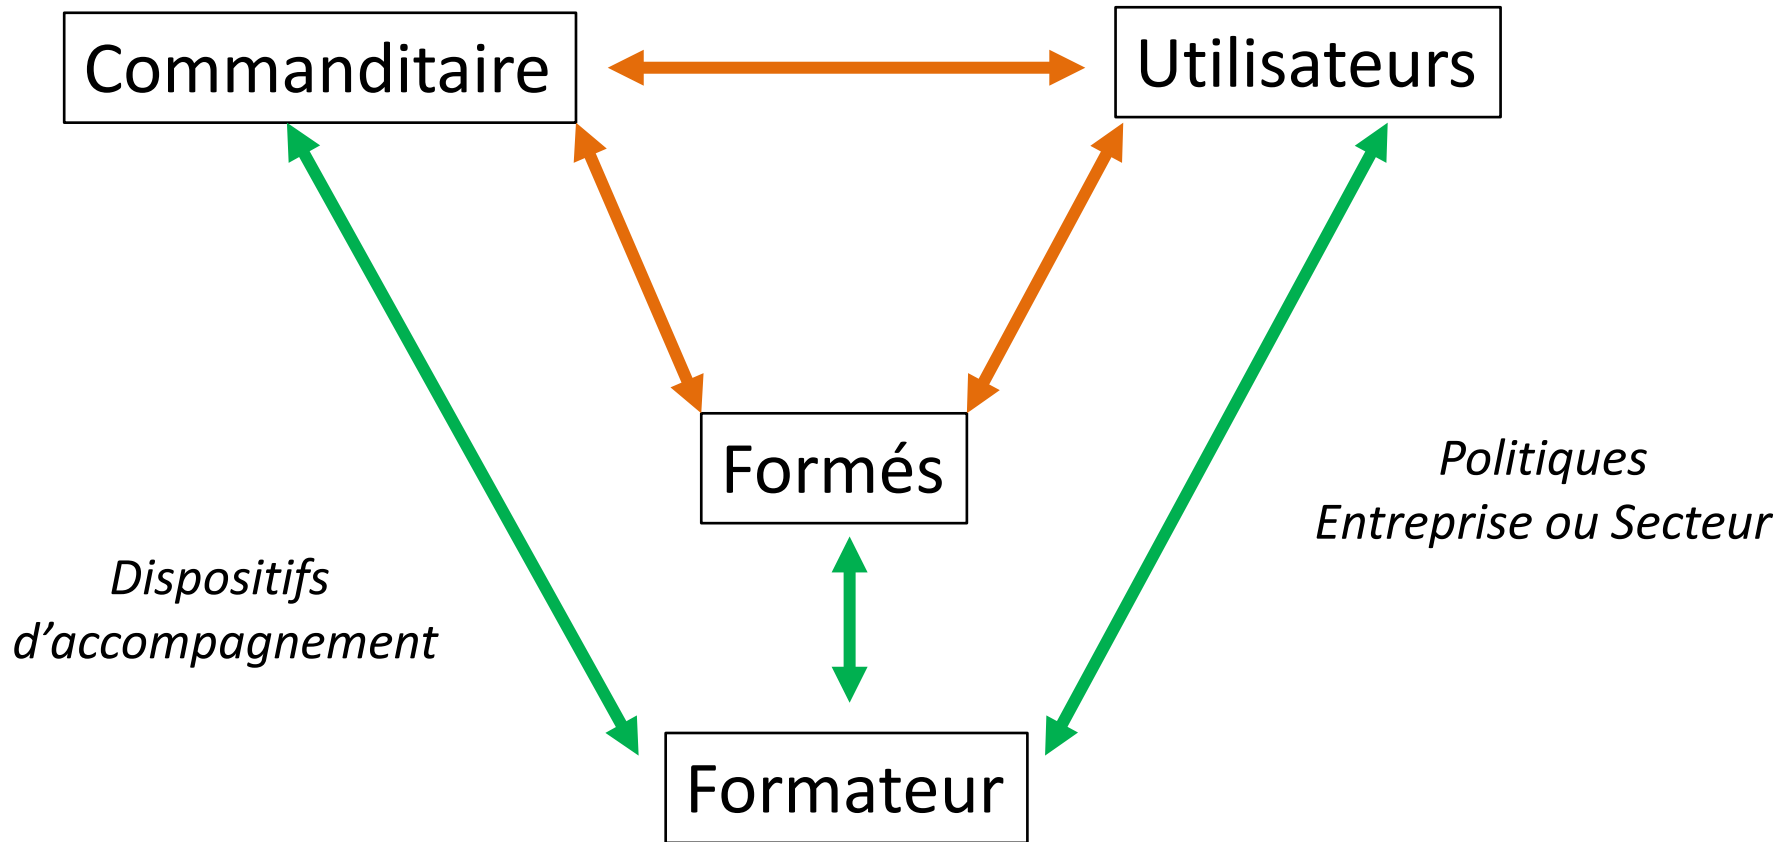 Commanditaire
Utilisateurs
Formés
Politiques
Entreprise ou Secteur
Dispositifs
d’accompagnement
Formateur